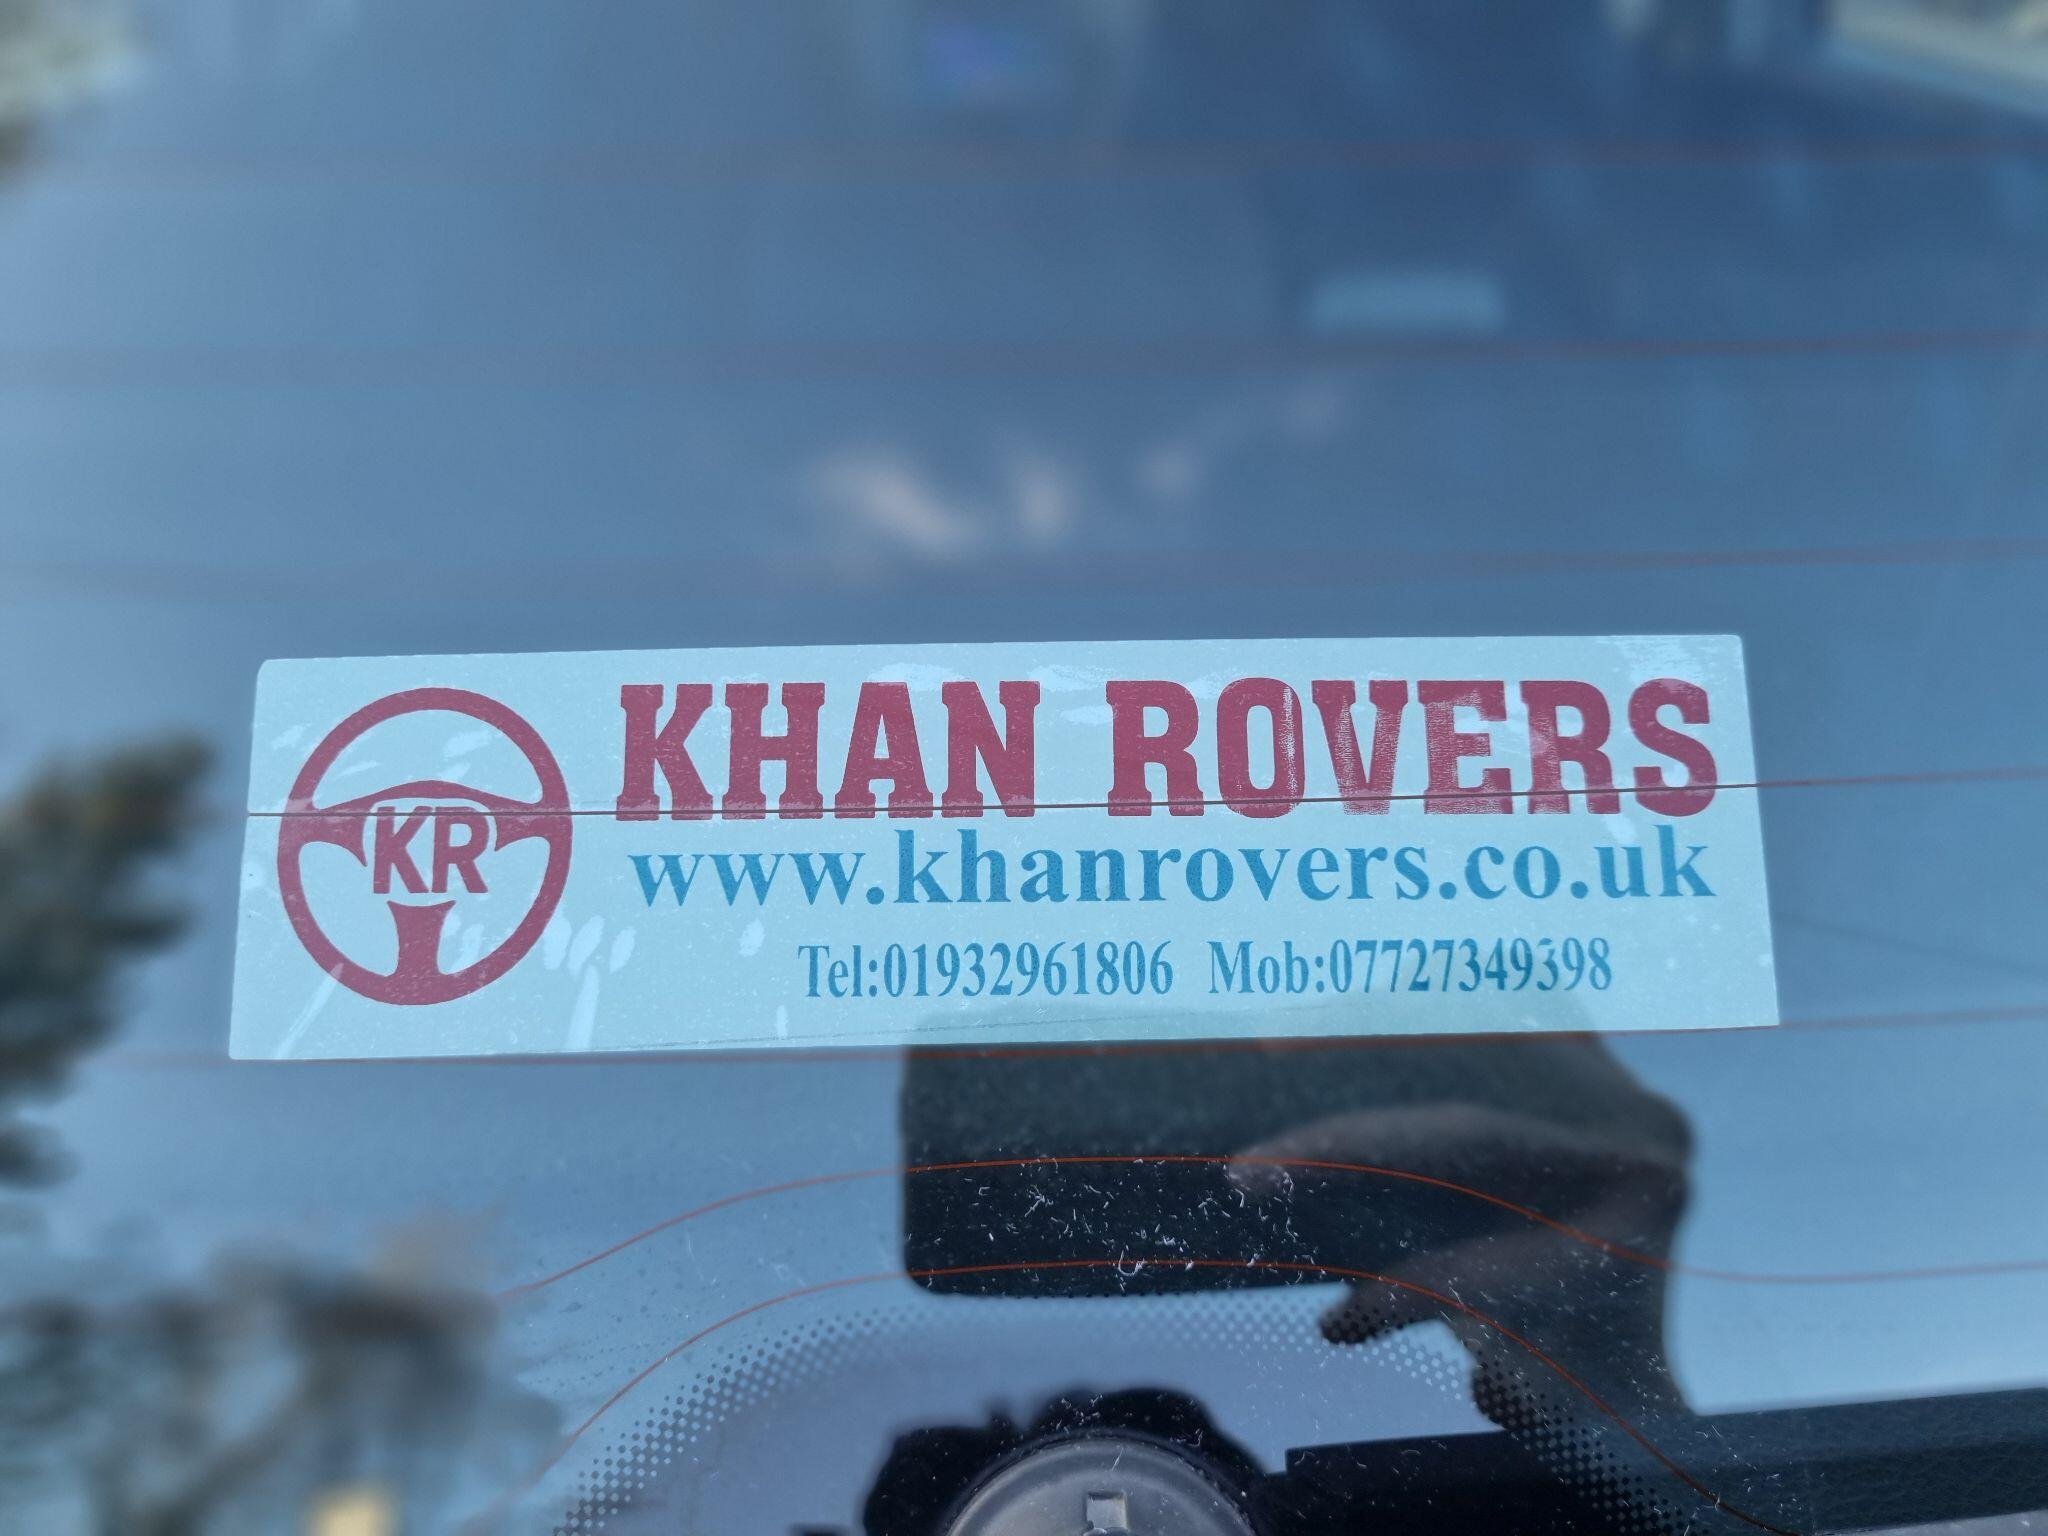 KR
KHAN ROVERS
www.khanrovers.co.uk
Tel:01932961806 Mob:07727349398